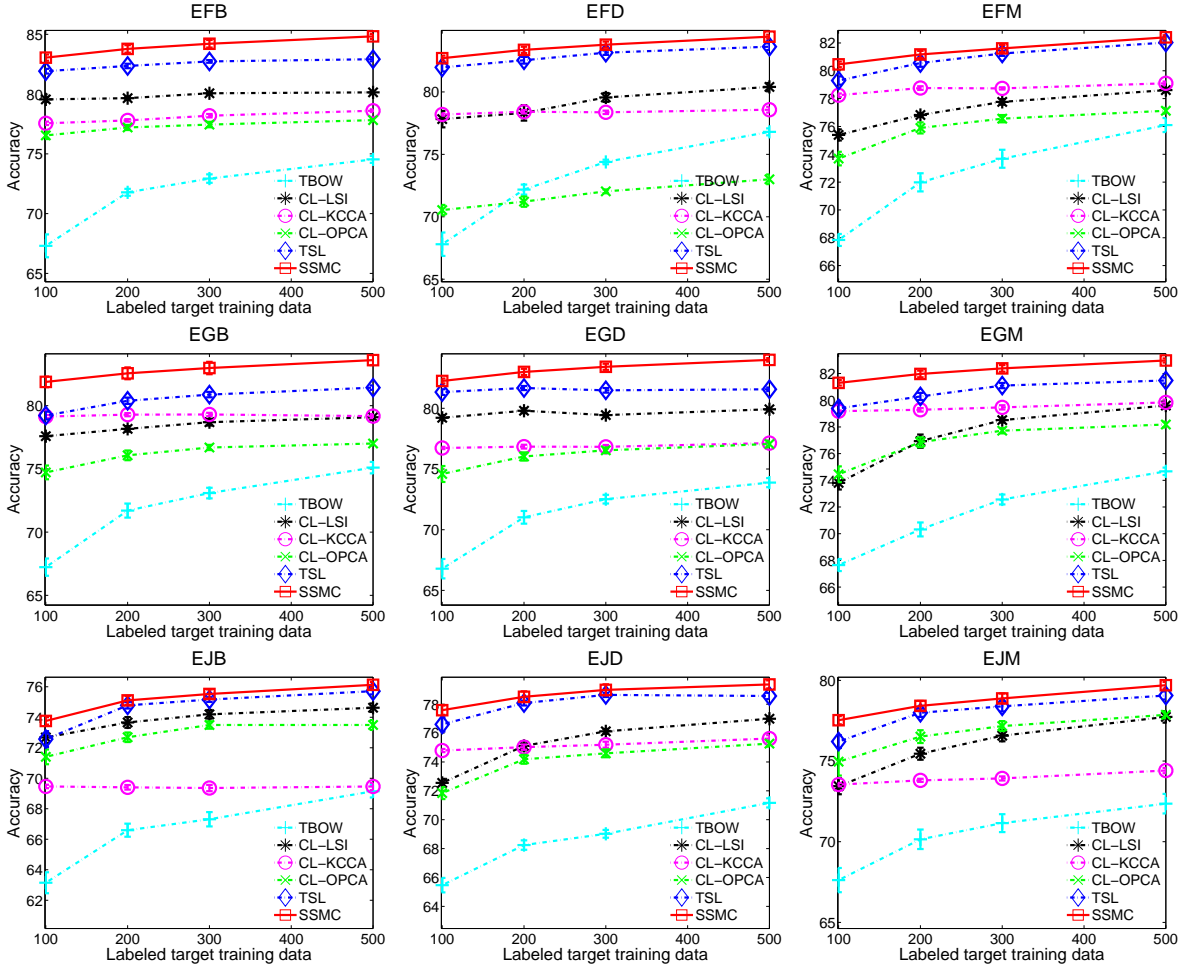 EFB
85
80
75
70
65
Accuracy
TBOW
CL−LSI
CL−KCCA
CL−OPCA
TSL
SSMC
100 200 300 400 500
Labeled target training data
EFD
80
75
70
65
Accuracy
TBOW
CL−LSI
CL−KCCA
CL−OPCA
TSL
SSMC
100 200 300 400 500
Labeled target training data
EFM
82
80
78
76
74
72
70
68
66
Accuracy
TBOW
CL−LSI
CL−KCCA
CL−OPCA
TSL
SSMC
100 200 300 400 500
Labeled target training data
EGB
80
75
70
65
Accuracy
TBOW
CL−LSI
CL−KCCA
CL−OPCA
TSL
SSMC
100 200 300 400 500
Labeled target training data
EGD
80
75
70
65
Accuracy
TBOW
CL−LSI
CL−KCCA
CL−OPCA
TSL
SSMC
100 200 300 400 500
Labeled target training data
EGM
82
80
78
76
74
72
70
68
66
Accuracy
TBOW
CL−LSI
CL−KCCA
CL−OPCA
TSL
SSMC
100 200 300 400 500
Labeled target training data
EJB
76
74
72
70
68
66
64
62
Accuracy
TBOW
CL−LSI
CL−KCCA
CL−OPCA
TSL
SSMC
100 200 300 400 500
Labeled target training data
EJD
78
76
74
72
70
68
66
64
Accuracy
TBOW
CL−LSI
CL−KCCA
CL−OPCA
TSL
SSMC
100 200 300 400 500
Labeled target training data
EJM
80
75
70
65
Accuracy
TBOW
CL−LSI
CL−KCCA
CL−OPCA
TSL
SSMC
100 200 300 400 500
Labeled target training data